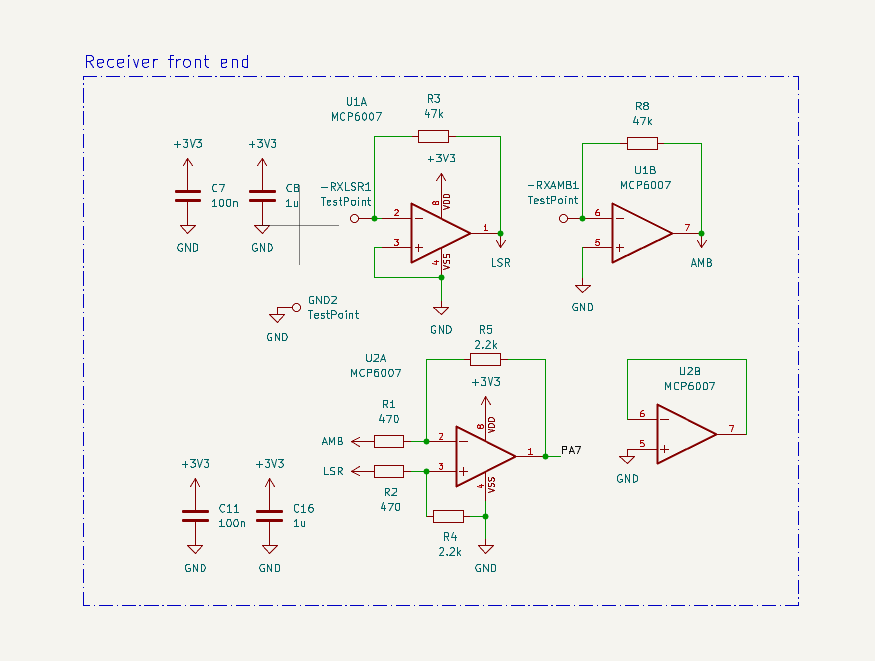 Receiver front end
U1A
MCP6007
R3
47k
+3V3
8
VDD
2
3
1
4
VSS
GND
LSR
-RXLSR1
TestPoint
+3V3
C7
100n
GND
+3V3
C8
1u
GND
GND2
TestPoint
GND
R8
47k
U1B
MCP6007
-RXAMB1
TestPoint
6
5
7
GND
AMB
U2A
MCP6007
R5
2.2k
+3V3
8
VDD
R1
470
AMB
2
LSR
3
1
PA7
R2
470
4
VSS
R4
2.2k
GND
U2B
MCP6007
6
5
7
GND
+3V3
C11
100n
GND
+3V3
C16
1u
GND